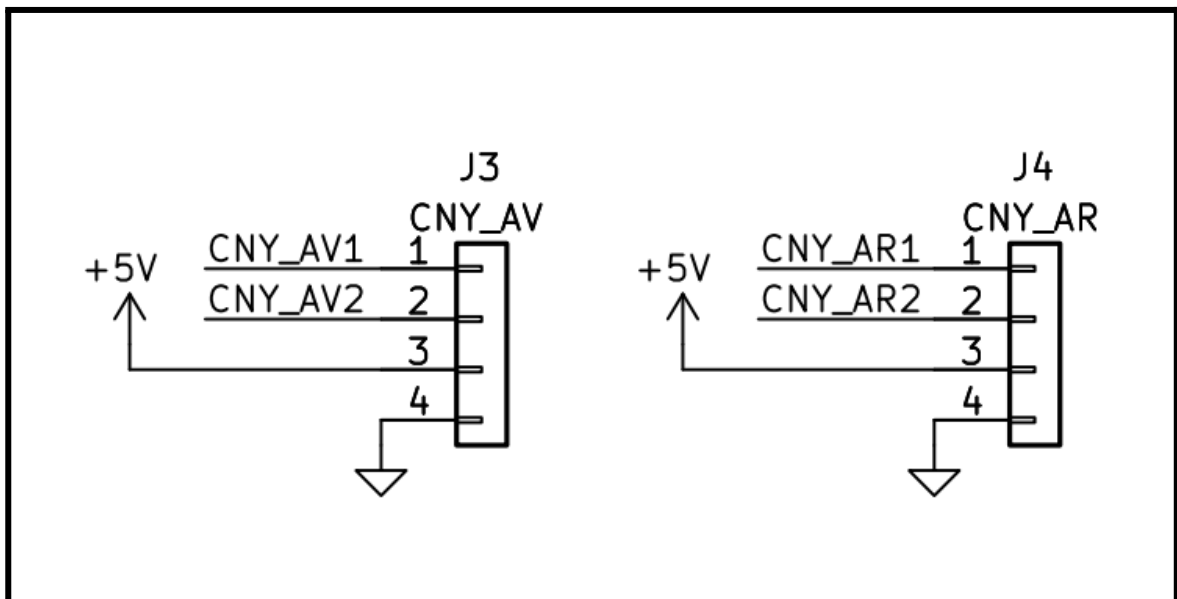 J3
CNY_AV
CNY_AV1 1
+5V
CNY_AV2 2
3
4
J4
CNY_AR
CNY_AR1 1
+5V
CNY_AR2 2
3
4